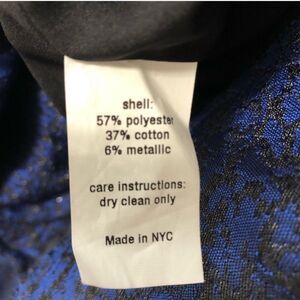 shell:
57% polyester
37% cotton
6% metallic
care instructions:
dry clean only
Made in NYC